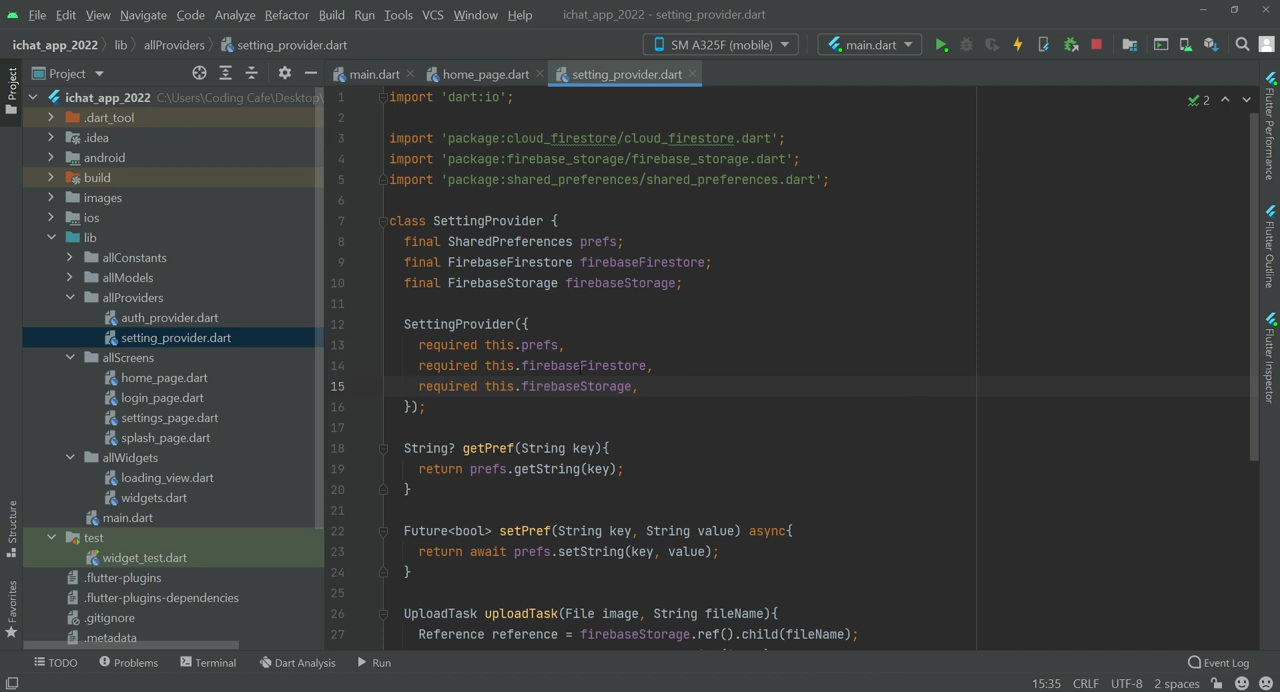 File Edit View Navigate Code Analyze Refactor Build Run Tools VCS Window Help ichat_app_2022 - setting_provider.dart
ichat_app_2022 lib allProviders setting_provider.dart SM A325F (mobile) main.dart
Project main.dart home_page.dart setting_provider.dart
Project
ichat_app_2022 C:\Users\Coding Cafe\Desktop\
.dart_tool
.idea
android
build
images
ios
lib
allConstants
allModels
allProviders
auth_provider.dart
setting_provider.dart
allScreens
home_page.dart
login_page.dart
settings_page.dart
splash_page.dart
allWidgets
loading_view.dart
widgets.dart
main.dart
test
widget_test.dart
.flutter-plugins
.flutter-plugins-dependencies
.gitignore
.metadata
Structure
Favorites
1 import 'dart:io';
2
3 import 'package:cloud_firestore/cloud_firestore.dart';
4 import 'package:firebase_storage/firebase_storage.dart';
5 import 'package:shared_preferences/shared_preferences.dart';
6
7 class SettingProvider {
8 final SharedPreferences prefs;
9 final FirebaseFirestore firebaseFirestore;
10 final FirebaseStorage firebaseStorage;
11
12 SettingProvider({
13 required this.prefs,
14 required this.firebaseFirestore,
15 required this.firebaseStorage,
16 });
17
18 String? getPref(String key){
19 return prefs.getString(key);
20 }
21
22 Future<bool> setPref(String key, String value) async{
23 return await prefs.setString(key, value);
24 }
25
26 UploadTask uploadTask(File image, String fileName){
27 Reference reference = firebaseStorage.ref().child(fileName);
2
Flutter Performance
Flutter Outline
Flutter Inspector
TODO Problems Terminal Dart Analysis Run Event Log
15:35 CRLF UTF-8 2 spaces